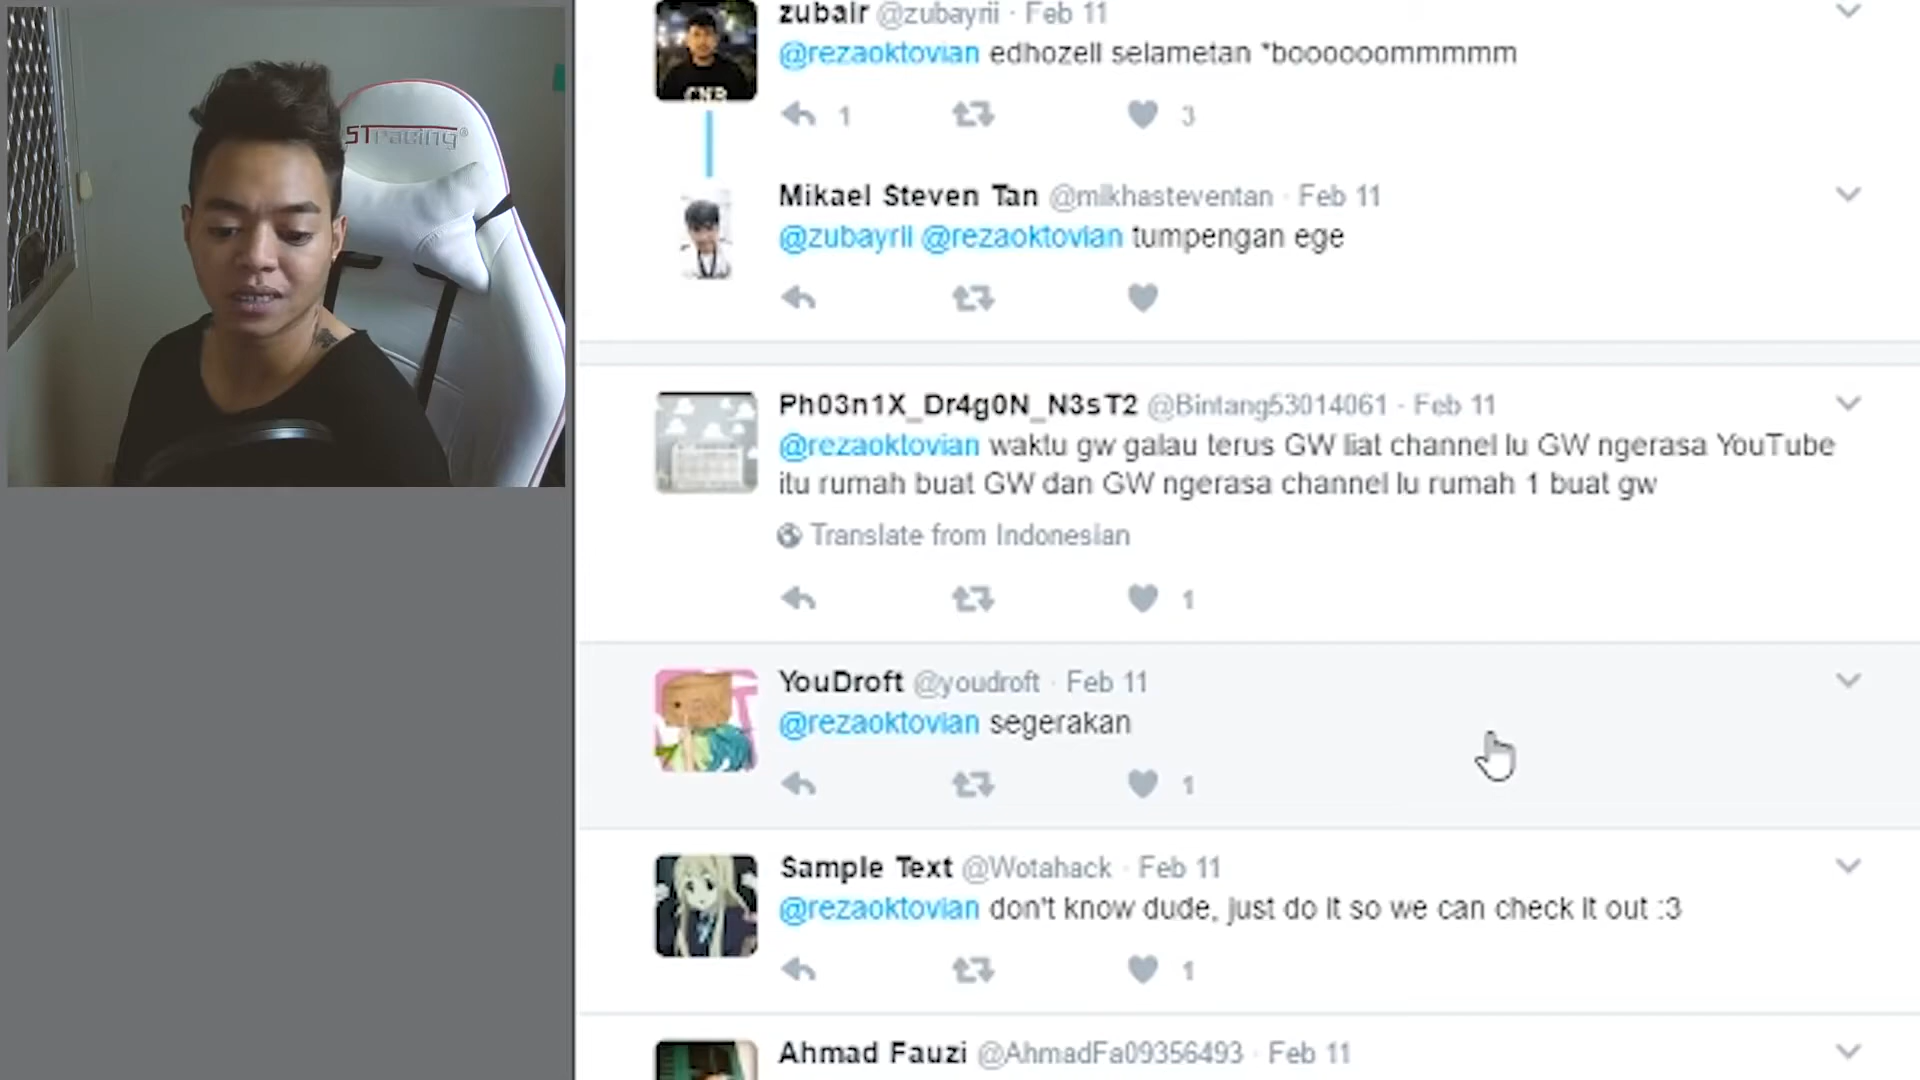 STracing
zubair @zubayrii · Feb 11
@rezaoktovian edhozell selametan *boooooommmmm
1 3
Mikael Steven Tan @mikhasteventan · Feb 11
@zubayrii @rezaoktovian tumpengan ege
Ph03n1X_Dr4g0N_N3sT2 @Bintang53014061 · Feb 11
@rezaoktovian waktu gw galau terus GW liat channel lu GW ngerasa YouTube
itu rumah buat GW dan GW ngerasa channel lu rumah 1 buat gw
Translate from Indonesian
1
YouDroft @youdroft · Feb 11
@rezaoktovian segerakan
1
Sample Text @Wotahack · Feb 11
@rezaoktovian don't know dude, just do it so we can check it out :3
1
Ahmad Fauzi @AhmadFa09356493 · Feb 11